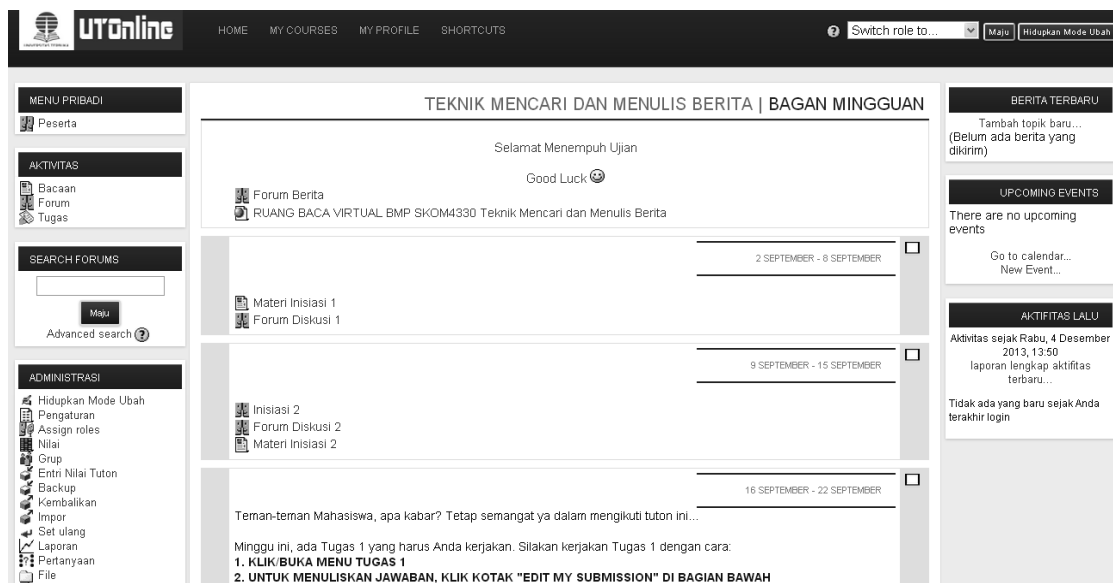 UTOnline
HOME MY COURSES MY PROFILE SHORTCUTS
Switch role to...
Maju
Hidupkan Mode Ubah
MENU PRIBADI
Peserta
AKTIVITAS
Bacaan
Forum
Tugas
SEARCH FORUMS
Maju
Advanced search
ADMINISTRASI
Hidupkan Mode Ubah
Pengaturan
Assign roles
Nilai
Grup
Entri Nilai Tuton
Backup
Kembalikan
Impor
Set ulang
Laporan
Pertanyaan
File
TEKNIK MENCARI DAN MENULIS BERITA | BAGAN MINGGUAN
Selamat Menempuh Ujian
Good Luck
Forum Berita
RUANG BACA VIRTUAL BMP SKOM4330 Teknik Mencari dan Menulis Berita
2 SEPTEMBER - 8 SEPTEMBER
Materi Inisiasi 1
Forum Diskusi 1
9 SEPTEMBER - 15 SEPTEMBER
Inisiasi 2
Forum Diskusi 2
Materi Inisiasi 2
16 SEPTEMBER - 22 SEPTEMBER
Teman-teman Mahasiswa, apa kabar? Tetap semangat ya dalam mengikuti tuton ini...
Minggu ini, ada Tugas 1 yang harus Anda kerjakan. Silakan kerjakan Tugas 1 dengan cara:
1. KLIK/BUKA MENU TUGAS 1
2. UNTUK MENULISKAN JAWABAN, KLIK KOTAK "EDIT MY SUBMISSION" DI BAGIAN BAWAH
BERITA TERBARU
Tambah topik baru...
(Belum ada berita yang
dikirim)
UPCOMING EVENTS
There are no upcoming
events
Go to calendar...
New Event...
AKTIFITAS LALU
Aktivitas sejak Rabu, 4 Desember
2013, 13:50
laporan lengkap aktifitas
terbaru...
Tidak ada yang baru sejak Anda
terakhir login